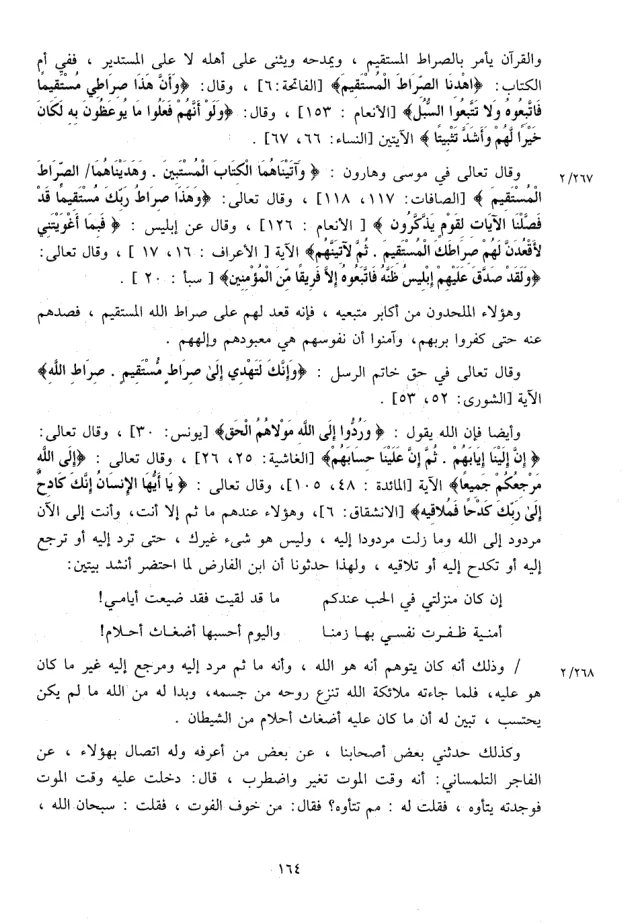 والقرآن يأمر بالصراط المستقيم ، ويمدحه ويثنى على أهله لا على المستدير ، ففي أم
الكتاب: ﴿اهْدنَا الصِّرَاطَ الْمُسْتَقِيمَ﴾ [الفاتحة:٦] ، وقال: ﴿وَأَنَّ هَذَا صِرَاطِي مُسْتَقِيمًا
فَاتَّبِعُوهُ وَلا تَتَّبِعُوا السُّبُلَ﴾ [الأنعام : ١٥٣] ، وقال: ﴿وَلَوْ أَنَّهُمْ فَعَلُوا مَا يُوعَظُونَ بِهِ لَكَانَ
خَيْرًا لَّهُمْ وَأَشَدَّ تَثْبِيتًا ﴾ الآيتين [النساء: ٦٦، ٦٧] .
٢/٢٦٧ وقال تعالى في موسى وهارون : ﴿ وَآتَيْنَاهُمَا الْكِتَابَ الْمُسْتَبِينَ . وَهَدَيْنَاهُمَا/ الصِّرَاطَ
الْمُسْتَقِيمَ ﴾ [الصافات: ١١٧، ١١٨] ، وقال تعالى: ﴿وَهَذَا صِرَاطُ رَبِّكَ مُسْتَقِيمًا قَدْ
فَصَّلْنَا الآيَاتِ لِقَوْمٍ يَذَّكَّرُون ﴾ [ الأنعام : ١٢٦] ، وقال عن إبليس : ﴿ فَبِمَا أَغْوَيْتَنِي
لأَقْعُدَنَّ لَهُمْ صِرَاطَكَ الْمُسْتَقِيمَ . ثُمَّ لآتِيَنَّهُم﴾ الآية [ الأعراف : ١٦، ١٧ ] ، وقال تعالى:
﴿وَلَقَدْ صَدَّقَ عَلَيْهِمْ إِبْلِيسُ ظَنَّهُ فَاتَّبَعُوهُ إِلاَّ فَرِيقًا مِّنَ الْمُؤْمِنِين﴾ [ سبأ : ٢٠ ] .
وهؤلاء الملحدون من أكابر متبعيه ، فإنه قعد لهم على صراط الله المستقيم ، فصدهم
عنه حتى كفروا بربهم، وآمنوا أن نفوسهم هي معبودهم وإلههم .
وقال تعالى في حق خاتم الرسل : ﴿وَإِنَّكَ لَتَهْدِي إِلَىٰ صِرَاطٍ مُّسْتَقِيمٍ . صِرَاطِ اللَّهِ﴾
الآية [الشورى: ٥٢، ٥٣] .
وأيضا فإن الله يقول : ﴿ وَرُدُّوا إِلَى اللَّهِ مَوْلاهُمُ الْحَقِّ﴾ [يونس: ٣٠] ، وقال تعالى:
﴿ إِنَّ إِلَيْنَا إِيَابَهُمْ . ثُمَّ إِنَّ عَلَيْنَا حِسَابَهُمْ﴾ [الغاشية: ٢٥، ٢٦] ، وقال تعالى : ﴿إِلَى اللَّهِ
مَرْجِعُكُمْ جَمِيعًا﴾ الآية [المائدة : ٤٨، ١٠٥]، وقال تعالى : ﴿ يَا أَيُّهَا الإِنسَانُ إِنَّكَ كَادِحٌ
إِلَىٰ رَبِّكَ كَدْحًا فَمُلاقِيهِ﴾ [الانشقاق: ٦]، وهؤلاء عندهم ما ثم إلا أنت، وأنت إلى الآن
مردود إلى الله وما زلت مردودا إليه ، وليس هو شيء غيرك ، حتى ترد إليه أو ترجع
إليه أو تكدح إليه أو تلاقيه ، ولهذا حدثونا أن ابن الفارض لما احتضر أنشد بيتين:
إن كان منزلتي في الحب عندكم ما قد لقيت فقد ضيعت أيامي!
أمنية ظفرت نفسي بها زمنا واليوم أحسبها أضغاث أحلام!
٢/٢٦٨ / وذلك أنه كان يتوهم أنه هو الله ، وأنه ما ثم مرد إليه ومرجع إليه غير ما كان
هو عليه، فلما جاءته ملائكة الله تنزع روحه من جسمه، وبدا له من الله ما لم يكن
يحتسب ، تبين له أن ما كان عليه أضغاث أحلام من الشيطان .
وكذلك حدثني بعض أصحابنا ، عن بعض من أعرفه وله اتصال بهؤلاء ، عن
الفاجر التلمساني: أنه وقت الموت تغير واضطرب ، قال: دخلت عليه وقت الموت
فوجدته يتأوه ، فقلت له : مم تتأوه؟ فقال: من خوف الفوت ، فقلت : سبحان الله ،
١٦٤